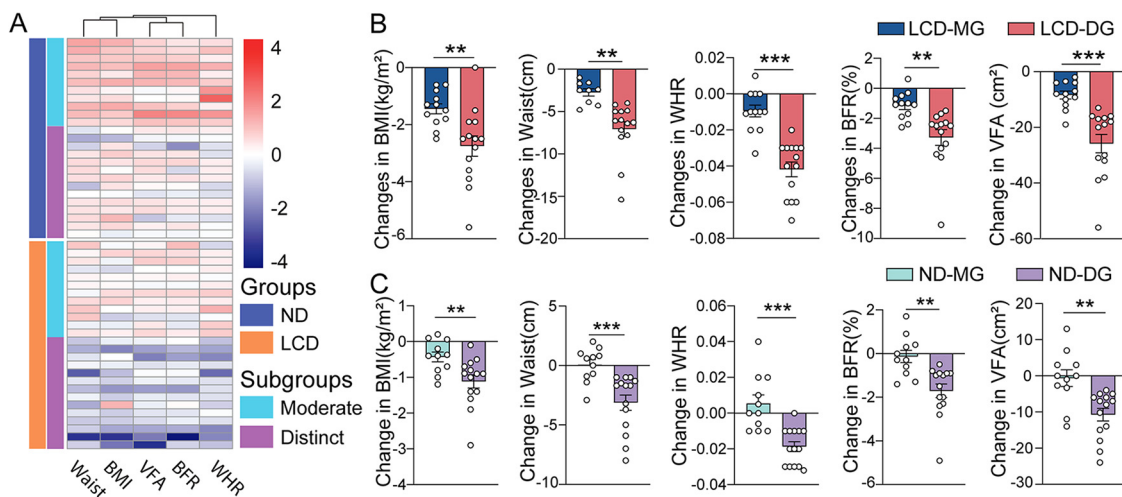 A
4
2
0
-2
-4
Groups
ND
LCD
Subgroups
Moderate
Distinct
Waist
BMI
VFA
BFR
WHR
B
LCD-MG LCD-DG
Changes in BMI(kg/m²)
0
-2
-4
-6
**
Changes in Waist(cm)
0
-5
-10
-15
-20
**
Changes in WHR
0.02
0.00
-0.02
-0.04
-0.06
-0.08
***
Changes in BFR(%)
2
0
-2
-4
-6
-8
-10
**
Changes in VFA (cm²)
0
-20
-40
-60
***
C
ND-MG ND-DG
Change in BMI(kg/m²)
1
0
-1
-2
-3
-4
**
Change in Waist(cm)
5
0
-5
-10
***
Change in WHR
0.06
0.04
0.02
0.00
-0.02
-0.04
***
Change in BFR(%)
2
0
-2
-4
-6
**
Change in VFA(cm²)
20
10
0
-10
-20
-30
**